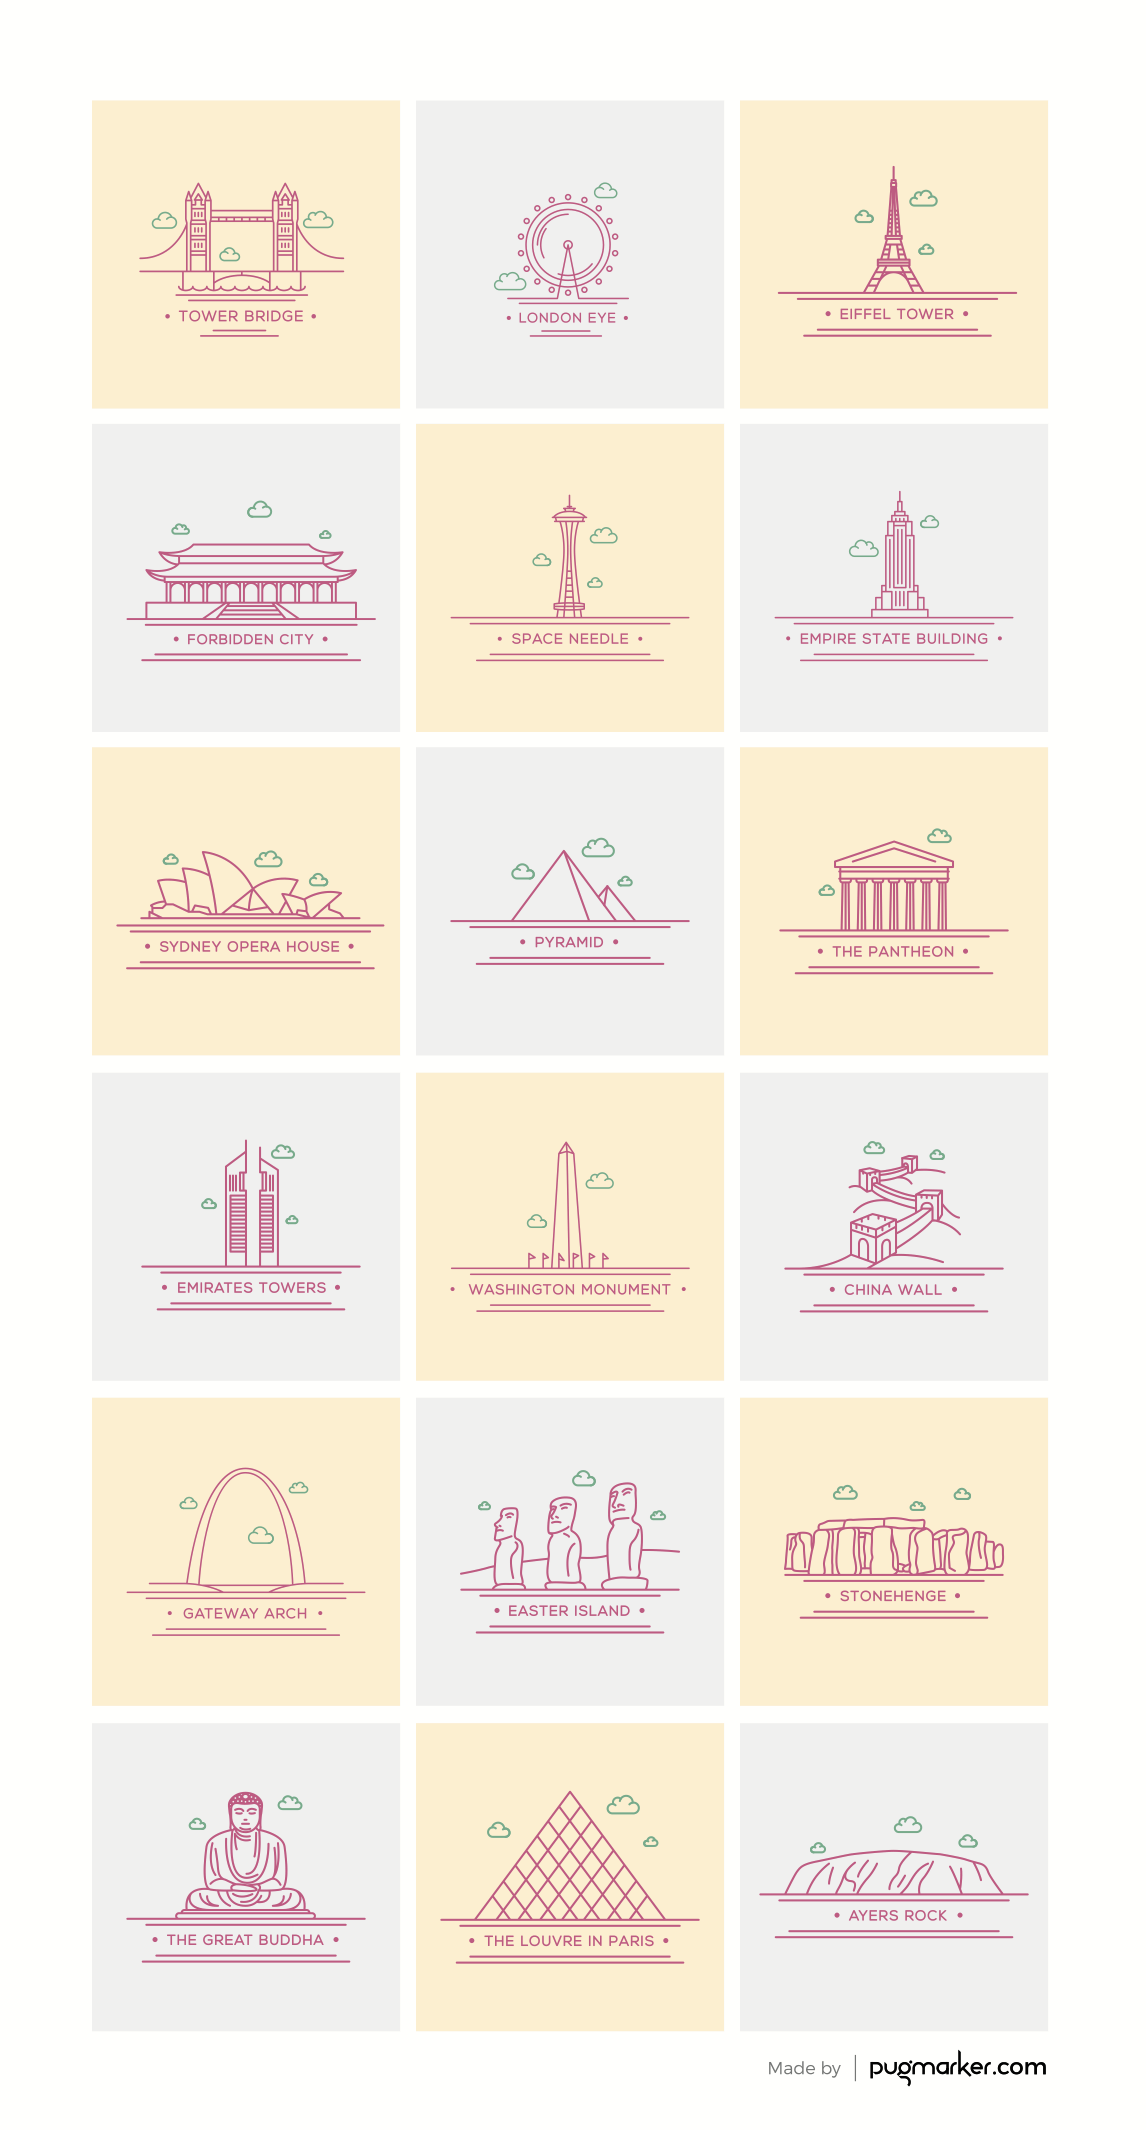 • TOWER BRIDGE •
• LONDON EYE •
• EIFFEL TOWER •
• FORBIDDEN CITY •
• SPACE NEEDLE •
• EMPIRE STATE BUILDING •
• SYDNEY OPERA HOUSE •
• PYRAMID •
• THE PANTHEON •
• EMIRATES TOWERS •
• WASHINGTON MONUMENT •
• CHINA WALL •
• GATEWAY ARCH •
• EASTER ISLAND •
• STONEHENGE •
• THE GREAT BUDDHA •
• THE LOUVRE IN PARIS •
• AYERS ROCK •
Made by | pugmarker.com